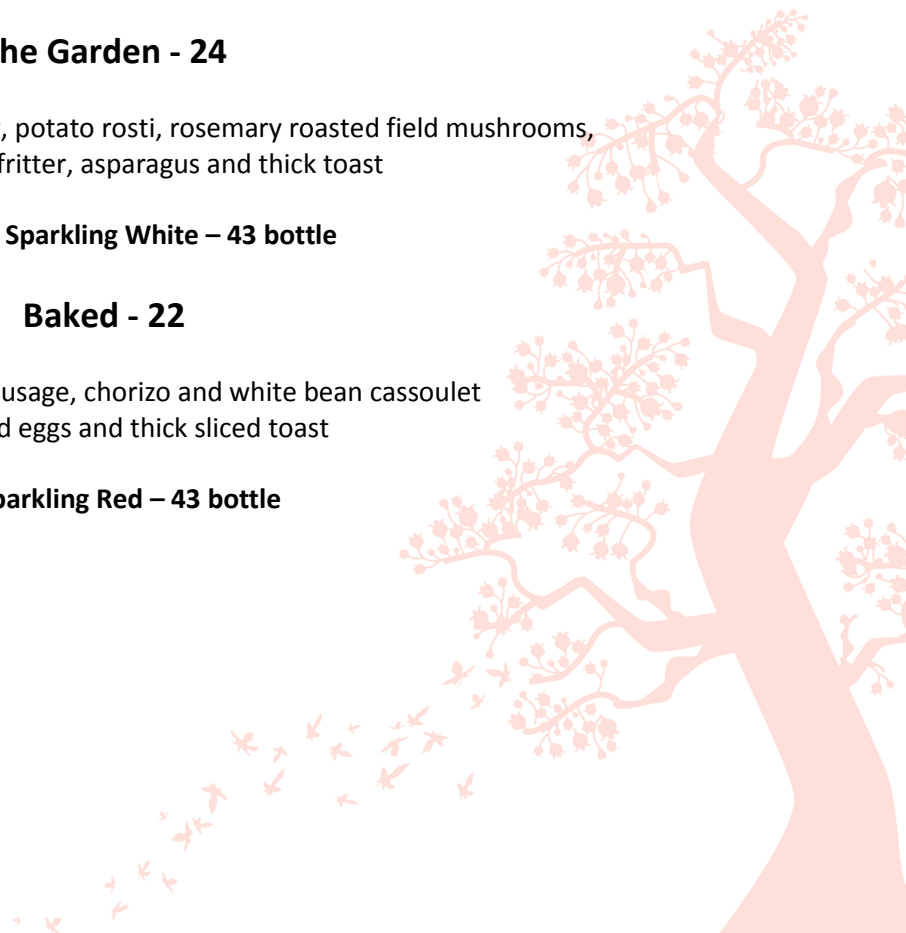 he Garden - 24
, potato rosti, rosemary roasted field mushrooms,
fritter, asparagus and thick toast
Sparkling White – 43 bottle
Baked - 22
usage, chorizo and white bean cassoulet
d eggs and thick sliced toast
parkling Red – 43 bottle